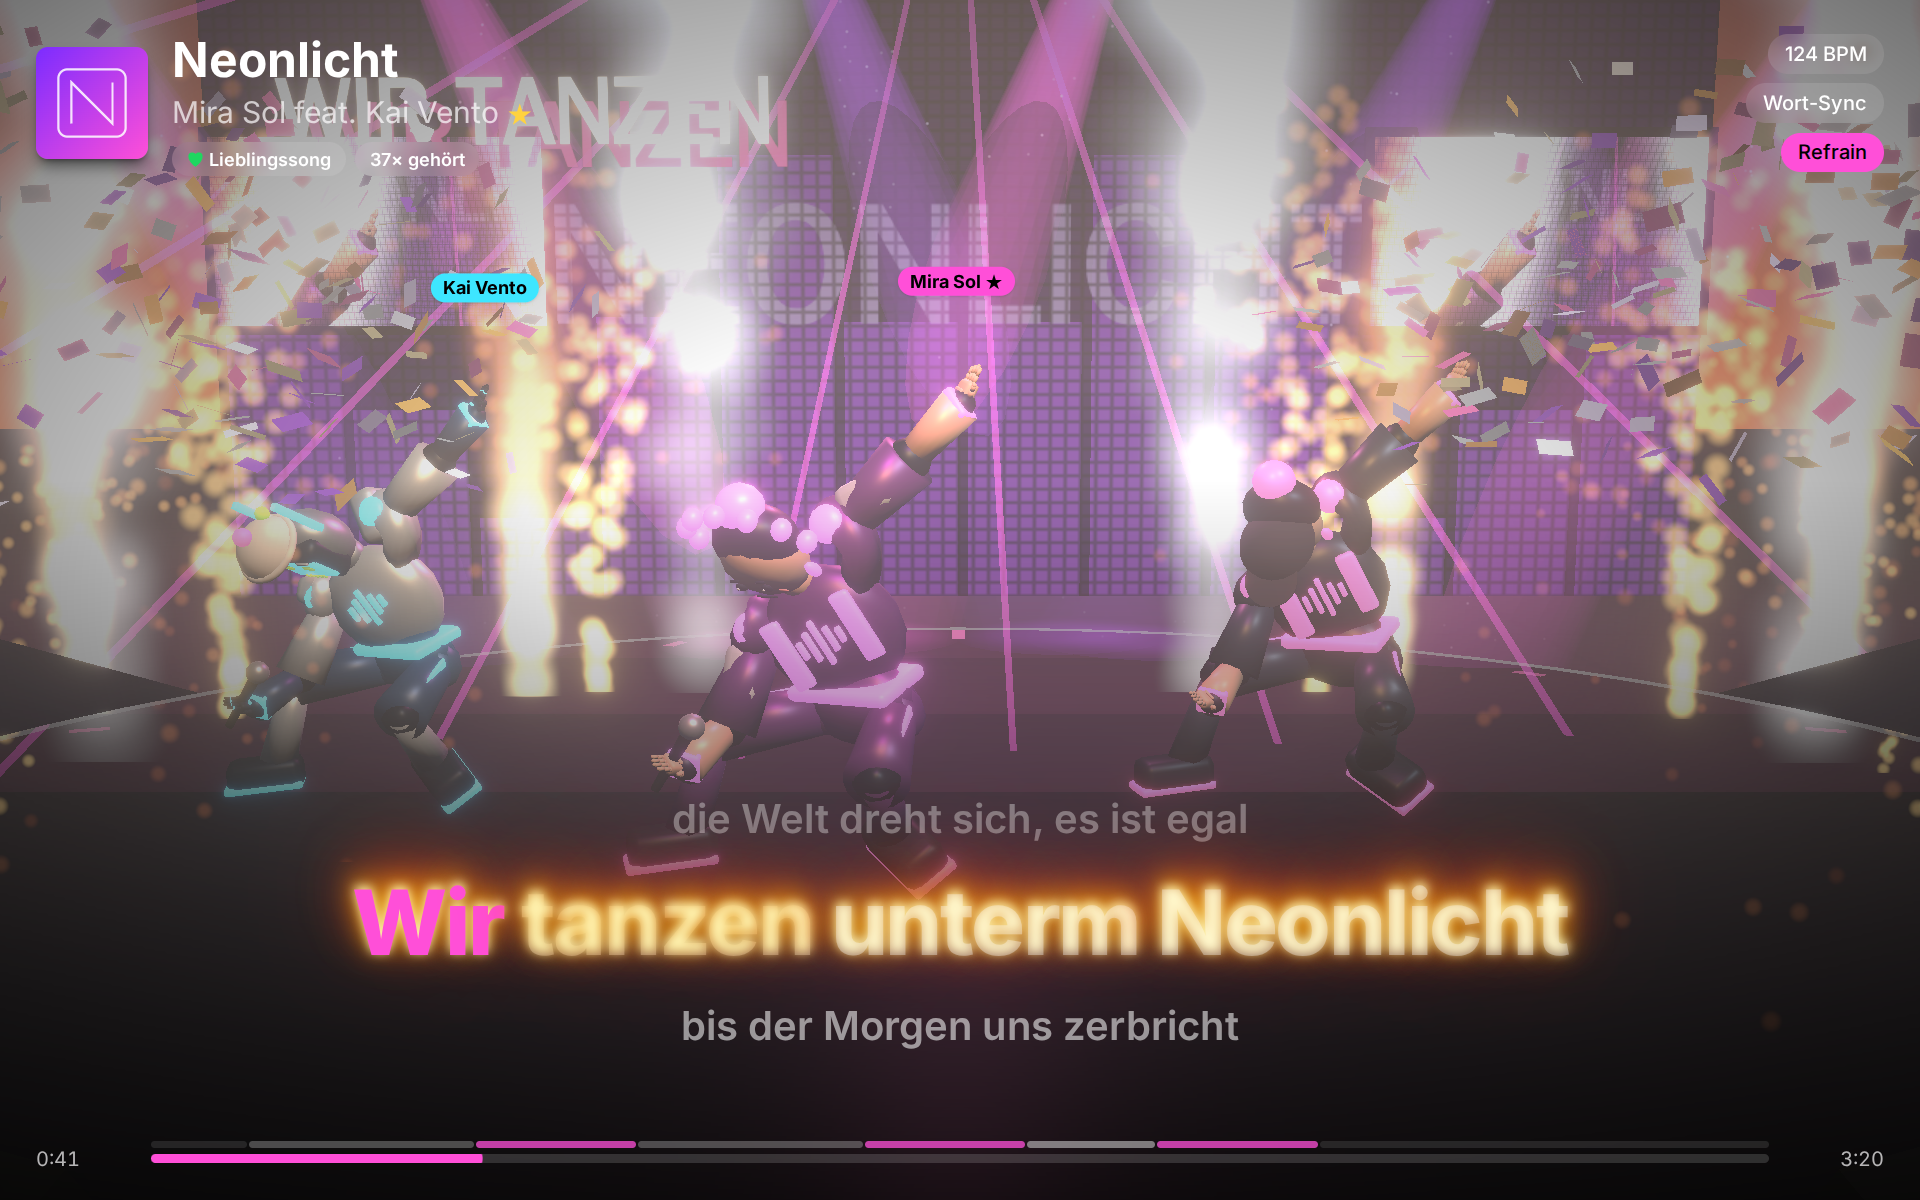 Neonlicht
WIR TANZEN
Mira Sol feat. Kai Vento ⭐
💚 Lieblingssong
37× gehört
124 BPM
Wort-Sync
Refrain
NEONLICHT
Kai Vento
Mira Sol ★
die Welt dreht sich, es ist egal
Wir tanzen unterm Neonlicht
bis der Morgen uns zerbricht
0:41
3:20